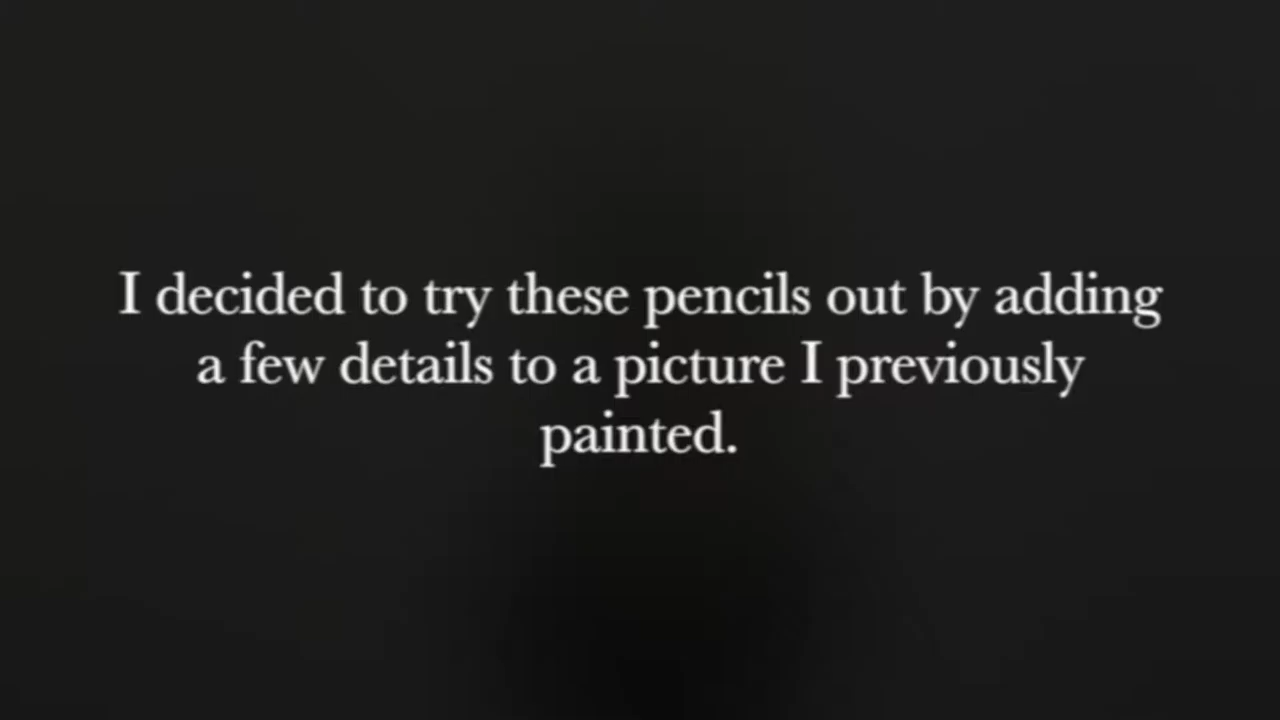 I decided to try these pencils out by adding
a few details to a picture I previously
painted.